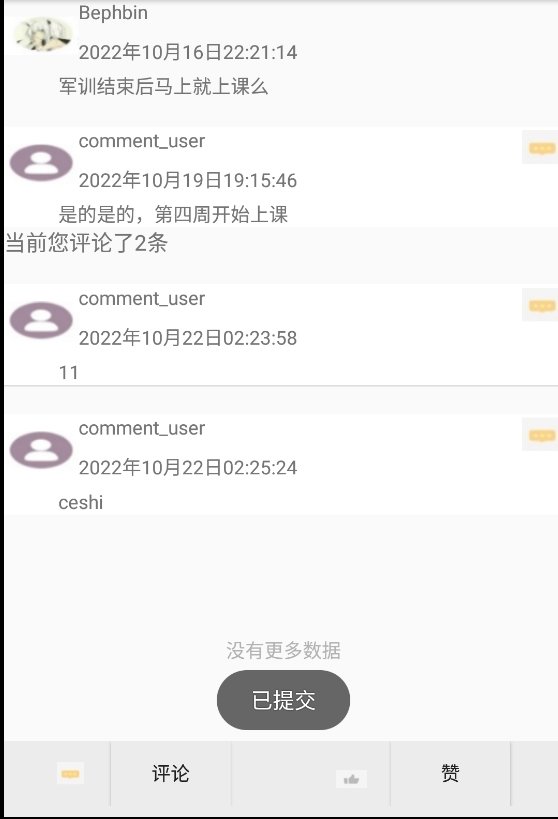 Bephbin
2022年10月16日22:21:14
军训结束后马上就上课么
comment_user
2022年10月19日19:15:46
是的是的，第四周开始上课
当前您评论了2条
comment_user
2022年10月22日02:23:58
11
comment_user
2022年10月22日02:25:24
ceshi
没有更多数据
已提交
评论
赞